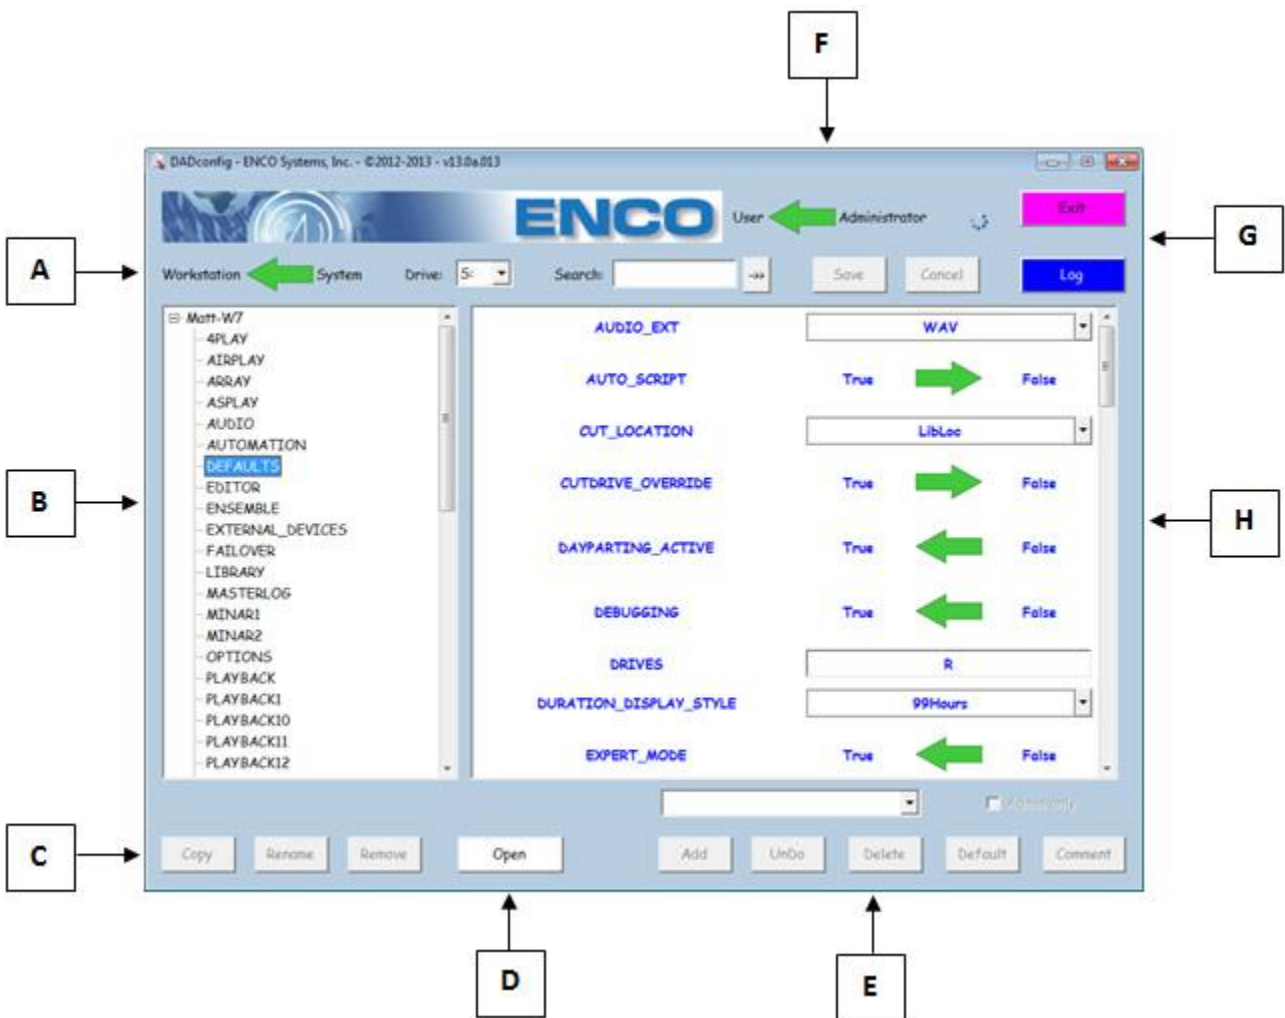 F
DADconfig - ENCO Systems, Inc. - ©2012-2013 - v13.0a.013
ENCO User Administrator Exit
G
A
Workstation System Drive: S: Search: ->> Save Cancel Log
Matt-W7
4PLAY
AIRPLAY
ARRAY
ASPLAY
AUDIO
AUTOMATION
DEFAULTS
EDITOR
ENSEMBLE
EXTERNAL_DEVICES
FAILOVER
LIBRARY
MASTERLOG
MINAR1
MINAR2
OPTIONS
PLAYBACK
PLAYBACK1
PLAYBACK10
PLAYBACK11
PLAYBACK12
AUDIO_EXT WAV
AUTO_SCRIPT True False
CUT_LOCATION LibLoc
CUTDRIVE_OVERRIDE True False
DAYPARTING_ACTIVE True False
DEBUGGING True False
DRIVES R
DURATION_DISPLAY_STYLE 99Hours
EXPERT_MODE True False
B
H
only
C
Copy Rename Remove Open Add UnDo Delete Default Comment
D
E